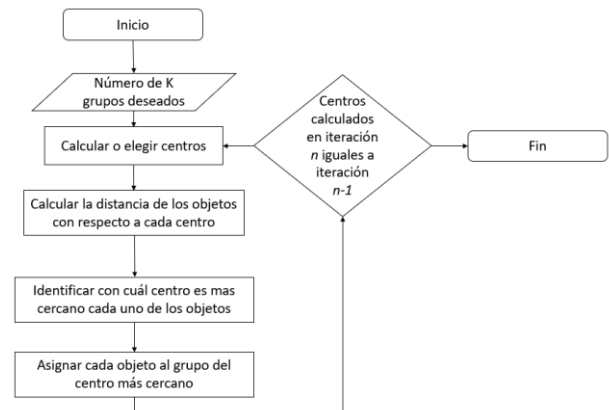 Inicio
Número de K
grupos deseados
Calcular o elegir centros
Calcular la distancia de los objetos
con respecto a cada centro
Identificar con cuál centro es mas
cercano cada uno de los objetos
Asignar cada objeto al grupo del
centro más cercano
Centros
calculados
en iteración
n iguales a
iteración
n-1
Fin